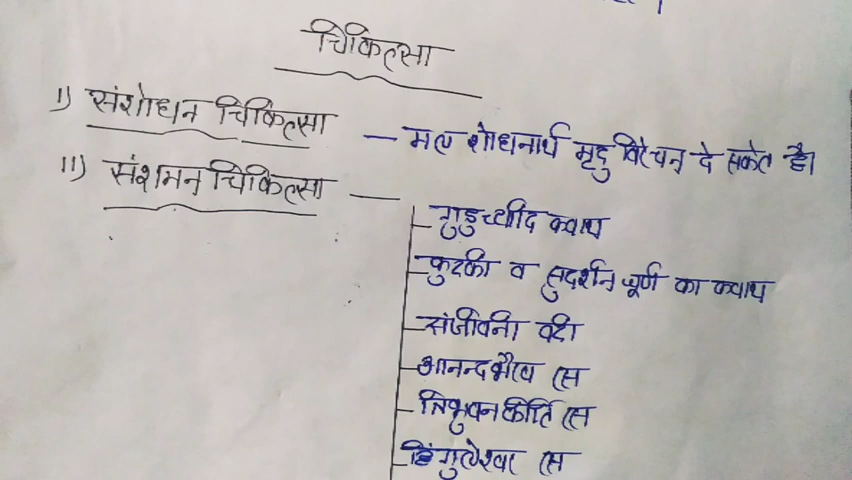 चिकित्सा
i) संशोधन चिकित्सा — मल शोधनार्थ मृदु विरेचन दे सकते है।
ii) संशमन चिकित्सा —
गुडुच्यादि क्वाथ
कुटकी व सुदर्शन चूर्ण का क्वाथ
संजीवनी वटी
आनन्दभैरव रस
त्रिभुवनकीर्ति रस
हिंगुलेश्वर रस